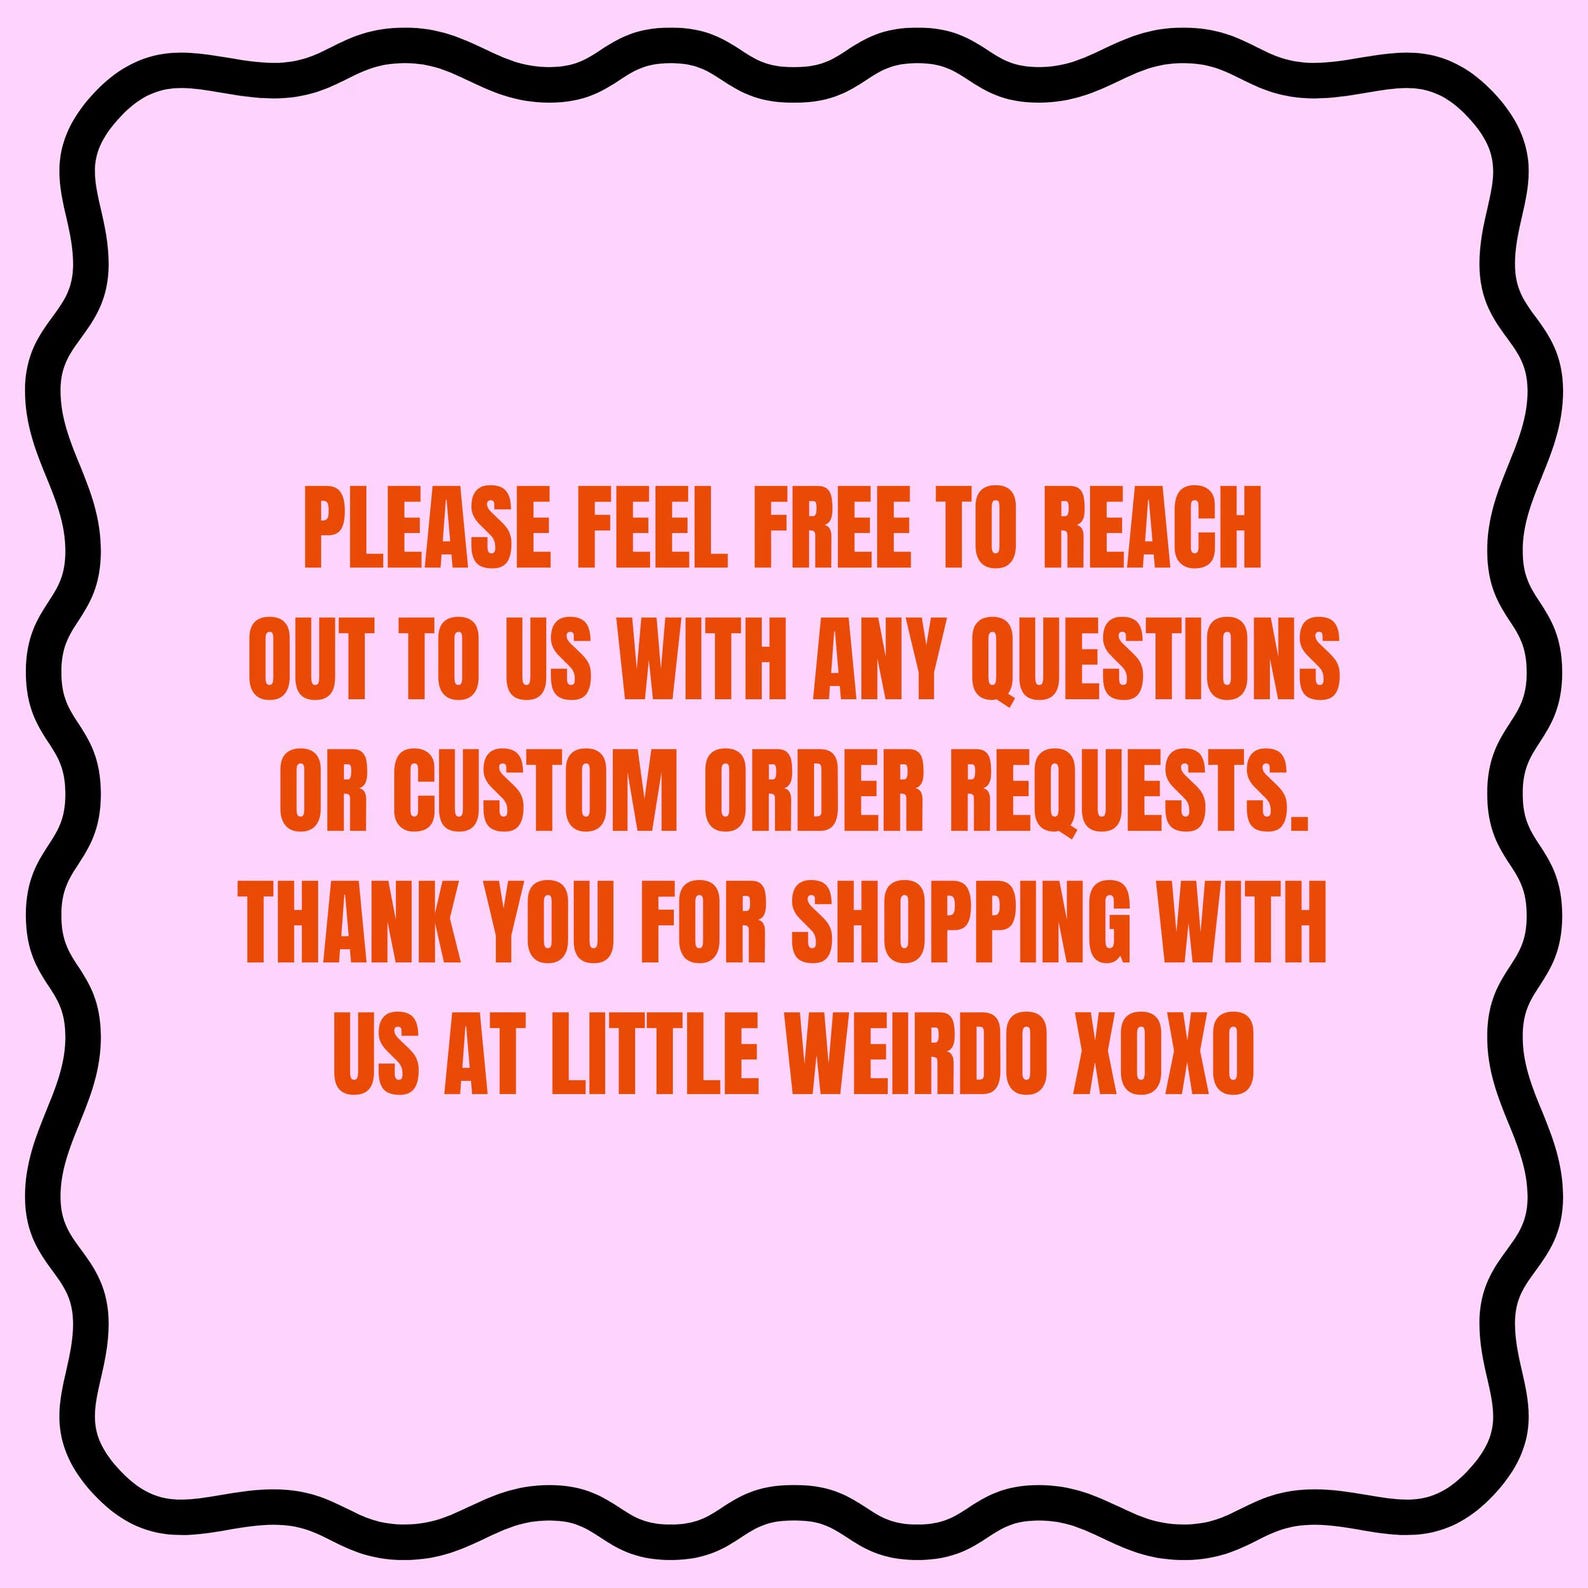 PLEASE FEEL FREE TO REACH
OUT TO US WITH ANY QUESTIONS
OR CUSTOM ORDER REQUESTS.
THANK YOU FOR SHOPPING WITH
US AT LITTLE WEIRDO XOXO